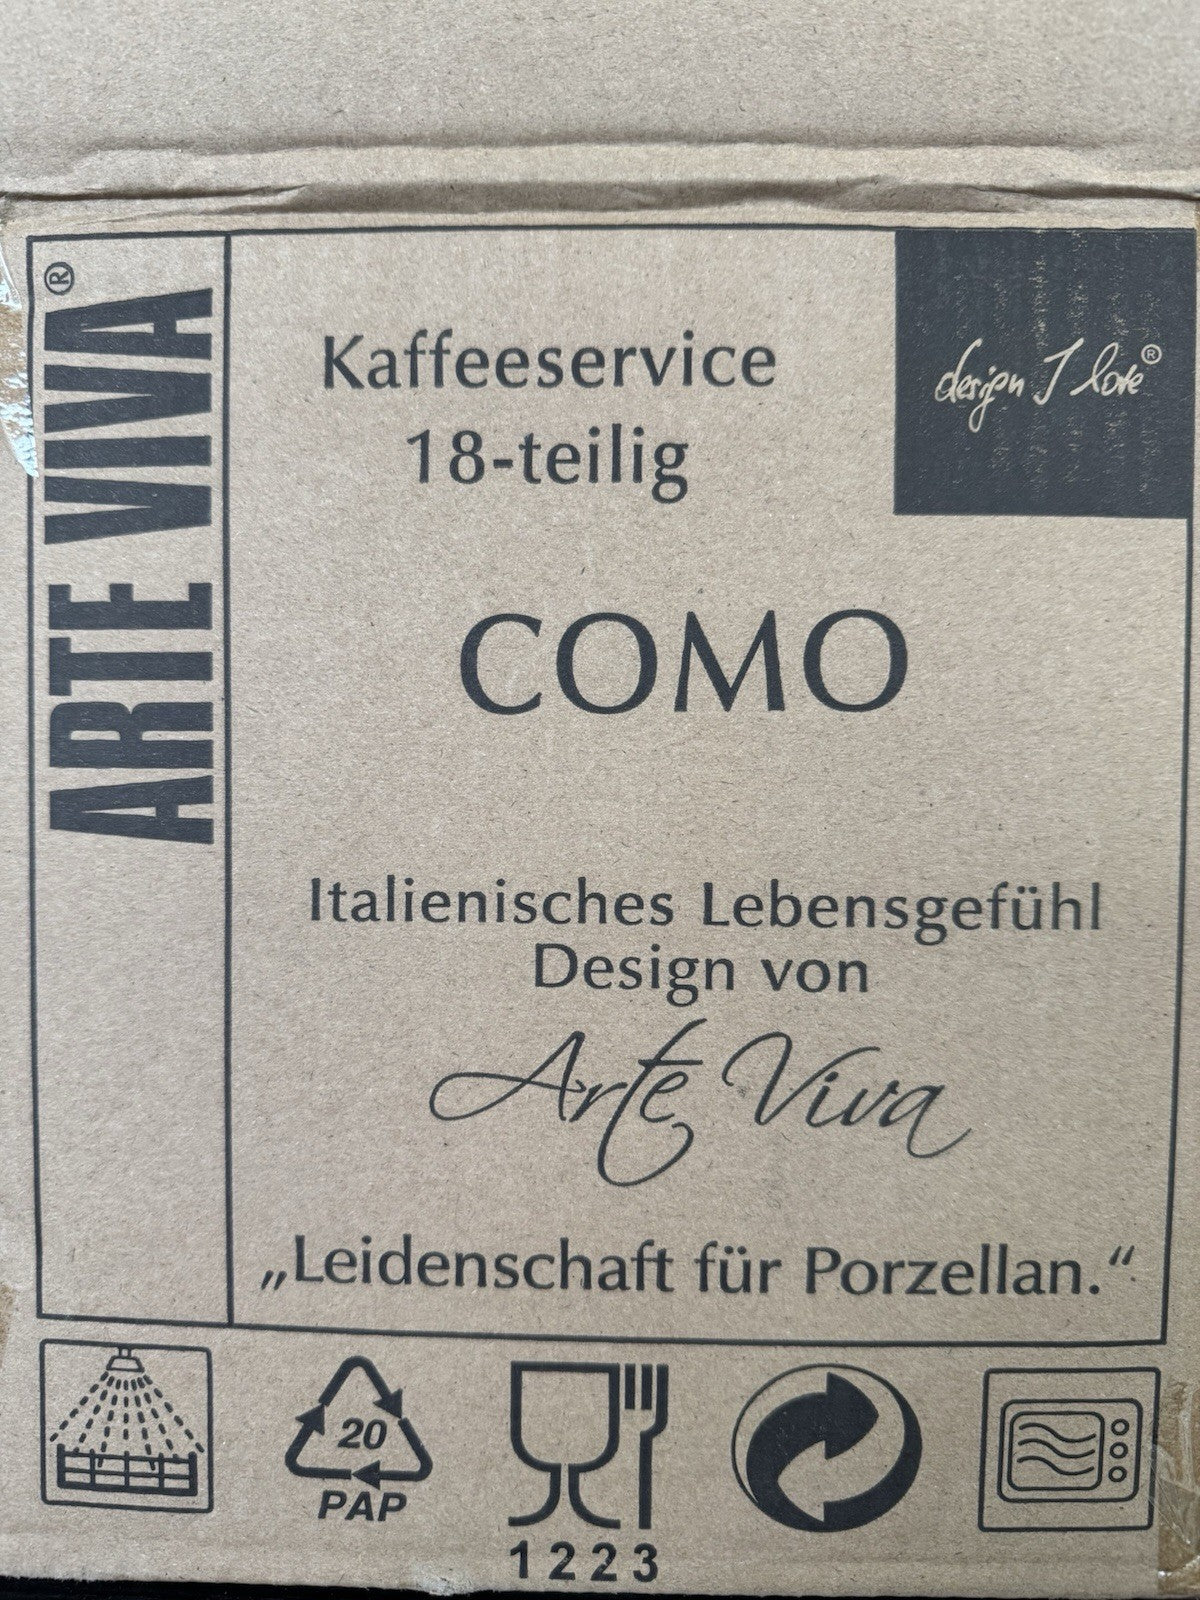 ARTE VIVA®
Kaffeeservice
18-teilig
design I love®
COMO
Italienisches Lebensgefühl
Design von
Arte Viva
„Leidenschaft für Porzellan.“
20
PAP
1223